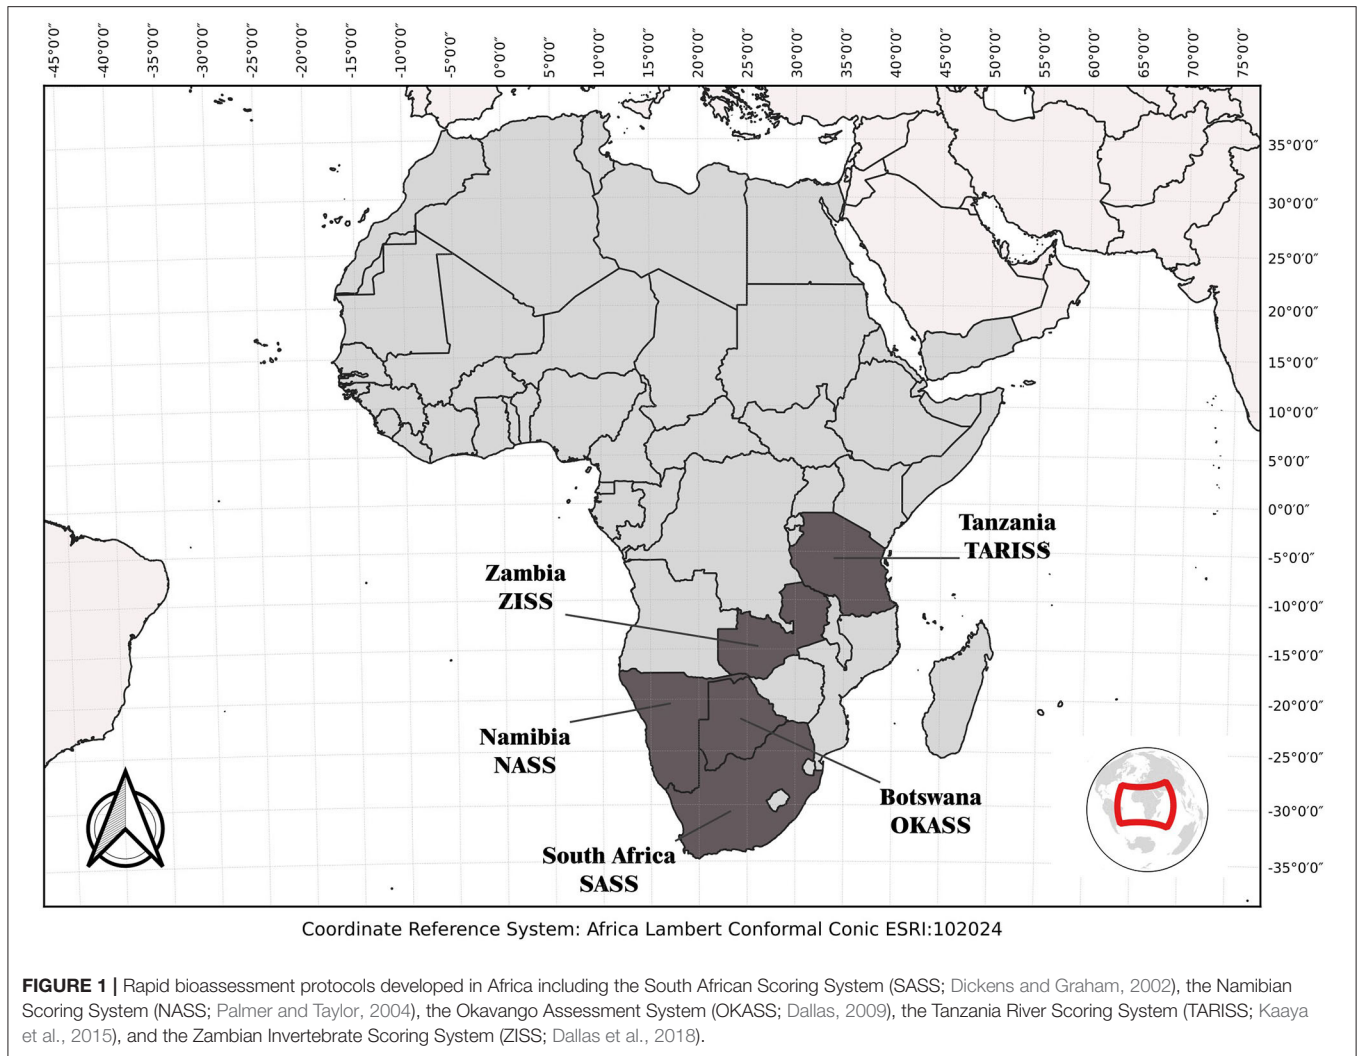 -45°0′0″ -40°0′0″ -30°0′0″ -20°0′0″ -10°0′0″ -5°0′0″ 0°0′0″ 5°0′0″ 10°0′0″ 15°0′0″ 20°0′0″ 25°0′0″ 30°0′0″ 35°0′0″ 40°0′0″ 45°0′0″ 50°0′0″ 55°0′0″ 60°0′0″ 65°0′0″ 70°0′0″ 75°0′0″
35°0′0″
30°0′0″
25°0′0″
20°0′0″
15°0′0″
10°0′0″
5°0′0″
0°0′0″
-5°0′0″
-10°0′0″
-15°0′0″
-20°0′0″
-25°0′0″
-30°0′0″
-35°0′0″
Tanzania
TARISS
Zambia
ZISS
Namibia
NASS
Botswana
OKASS
South Africa
SASS
Coordinate Reference System: Africa Lambert Conformal Conic ESRI:102024
FIGURE 1 | Rapid bioassessment protocols developed in Africa including the South African Scoring System (SASS; Dickens and Graham, 2002), the Namibian
Scoring System (NASS; Palmer and Taylor, 2004), the Okavango Assessment System (OKASS; Dallas, 2009), the Tanzania River Scoring System (TARISS; Kaaya
et al., 2015), and the Zambian Invertebrate Scoring System (ZISS; Dallas et al., 2018).